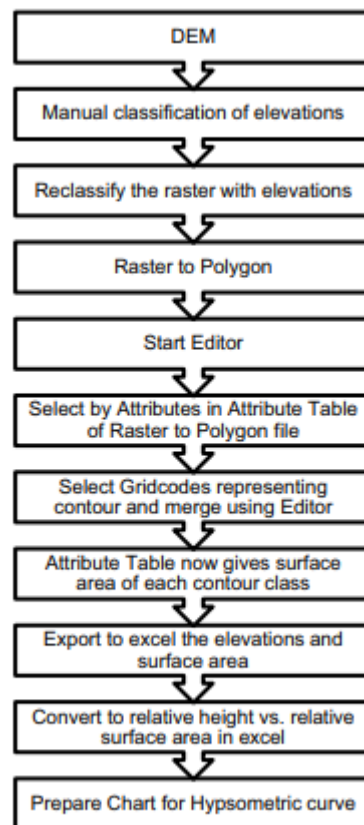 DEM
Manual classification of elevations
Reclassify the raster with elevations
Raster to Polygon
Start Editor
Select by Attributes in Attribute Table
of Raster to Polygon file
Select Gridcodes representing
contour and merge using Editor
Attribute Table now gives surface
area of each contour class
Export to excel the elevations and
surface area
Convert to relative height vs. relative
surface area in excel
Prepare Chart for Hypsometric curve